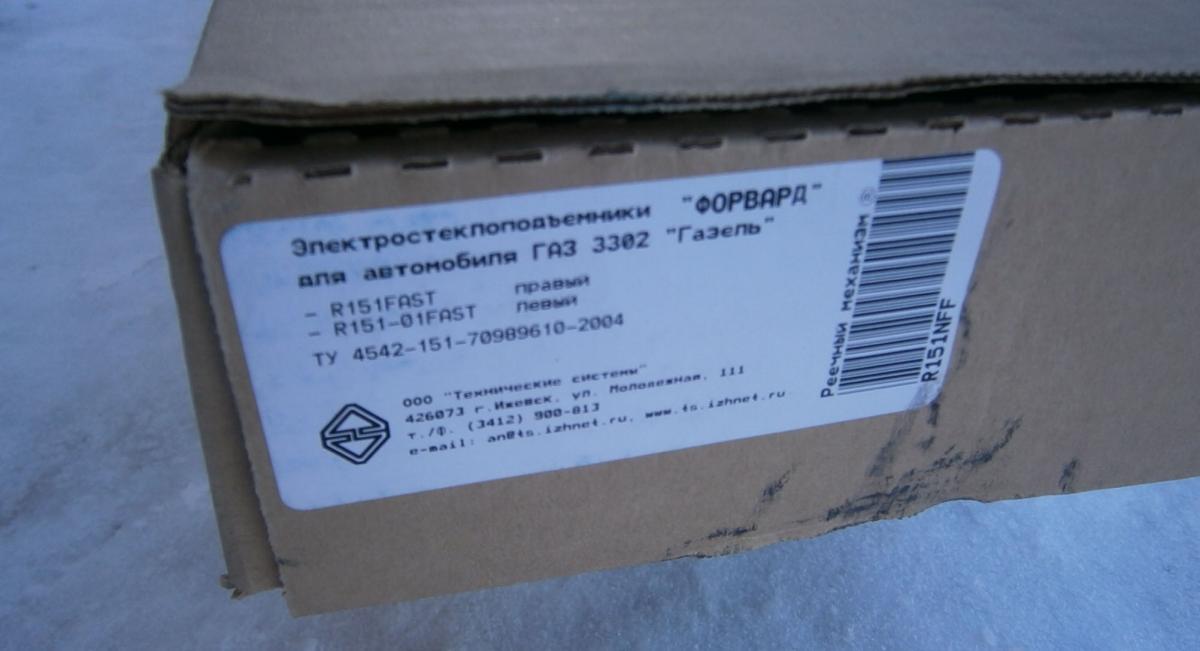 Электростеклоподъемники "ФОРВАРД"
для автомобиля ГАЗ 3302 "Газель"
– R151FAST правый
– R151-01FAST левый
ТУ 4542-151-70989610-2004
ООО "Технические системы"
426073 г.Ижевск, ул. Молодежная, 111
т./ф. (3412) 900-813
e-mail: an@ts.izhnet.ru, www.ts.izhnet.ru
Реечный механизм ®
R151NFF